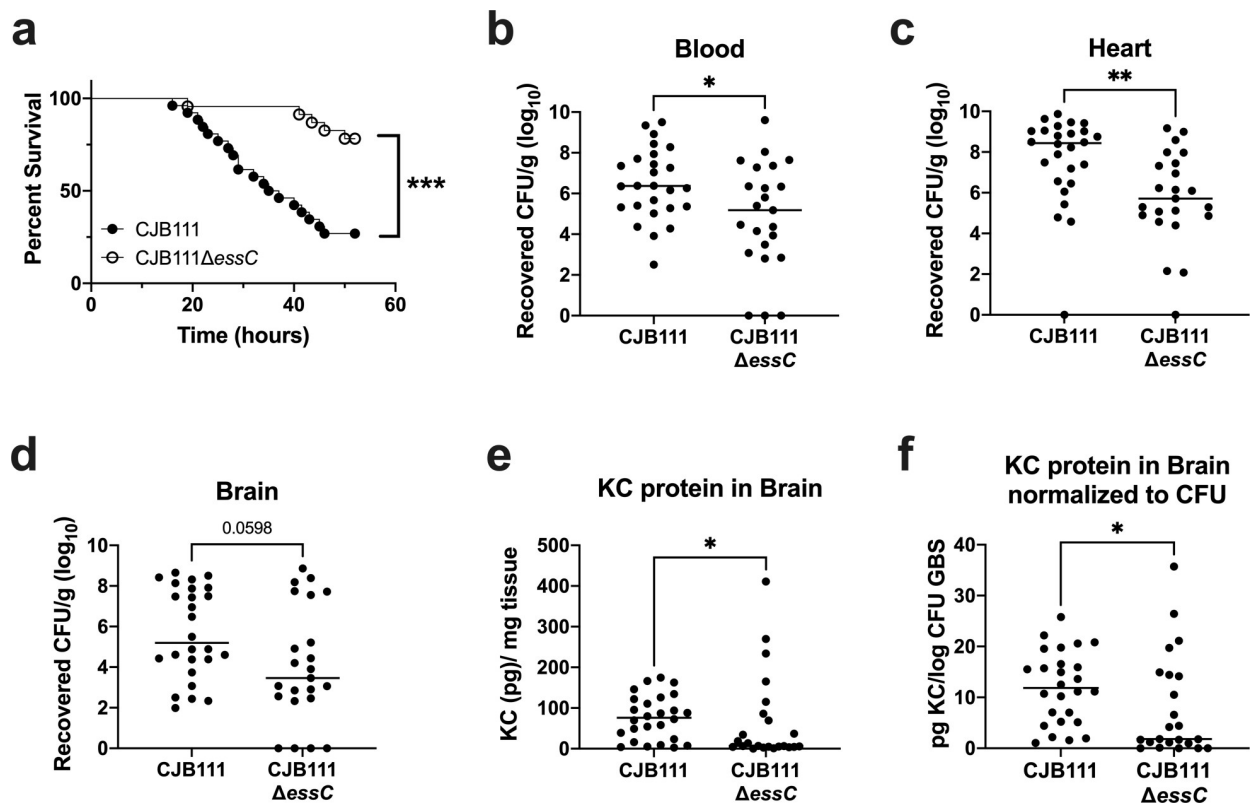 a
Percent Survival
100
50
0
0
20
40
60
Time (hours)
CJB111
CJB111ΔessC
***
b
Blood
*
Recovered CFU/g (log10)
10
8
6
4
2
0
CJB111
CJB111
ΔessC
c
Heart
**
Recovered CFU/g (log10)
10
8
6
4
2
0
CJB111
CJB111
ΔessC
d
Brain
0.0598
Recovered CFU/g (log10)
10
8
6
4
2
0
CJB111
CJB111
ΔessC
e
KC protein in Brain
*
KC (pg)/ mg tissue
500
400
300
200
100
0
CJB111
CJB111
ΔessC
f
KC protein in Brain
normalized to CFU
*
pg KC/log CFU GBS
40
30
20
10
0
CJB111
CJB111
ΔessC